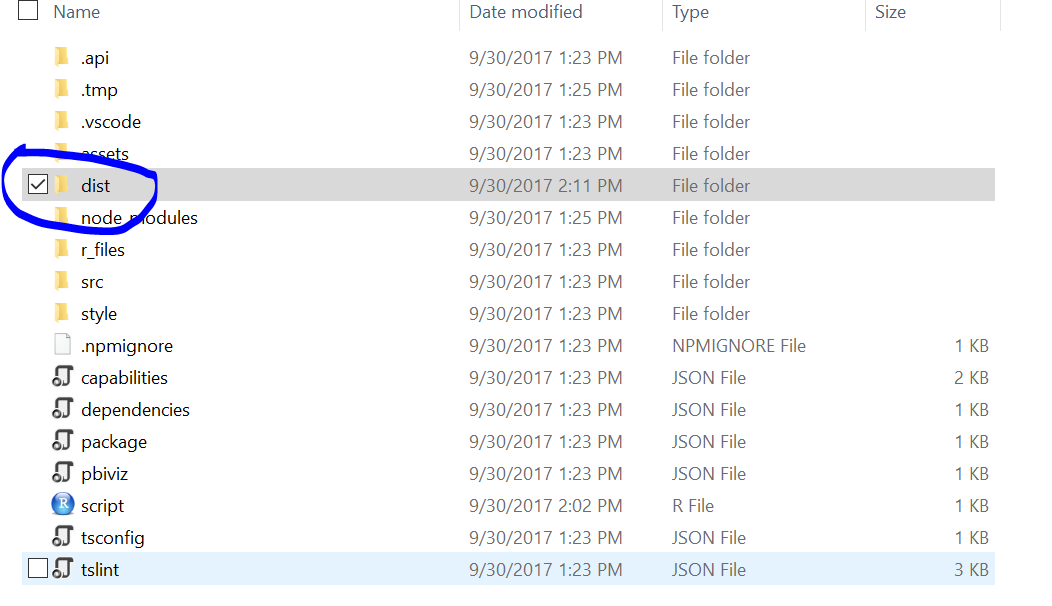 Name Date modified Type Size
.api 9/30/2017 1:23 PM File folder
.tmp 9/30/2017 1:25 PM File folder
.vscode 9/30/2017 1:23 PM File folder
assets 9/30/2017 1:23 PM File folder
dist 9/30/2017 2:11 PM File folder
node_modules 9/30/2017 1:25 PM File folder
r_files 9/30/2017 1:23 PM File folder
src 9/30/2017 1:23 PM File folder
style 9/30/2017 1:23 PM File folder
.npmignore 9/30/2017 1:23 PM NPMIGNORE File 1 KB
capabilities 9/30/2017 1:23 PM JSON File 2 KB
dependencies 9/30/2017 1:23 PM JSON File 1 KB
package 9/30/2017 1:23 PM JSON File 1 KB
pbiviz 9/30/2017 1:23 PM JSON File 1 KB
R script 9/30/2017 2:02 PM R File 1 KB
tsconfig 9/30/2017 1:23 PM JSON File 1 KB
tslint 9/30/2017 1:23 PM JSON File 3 KB